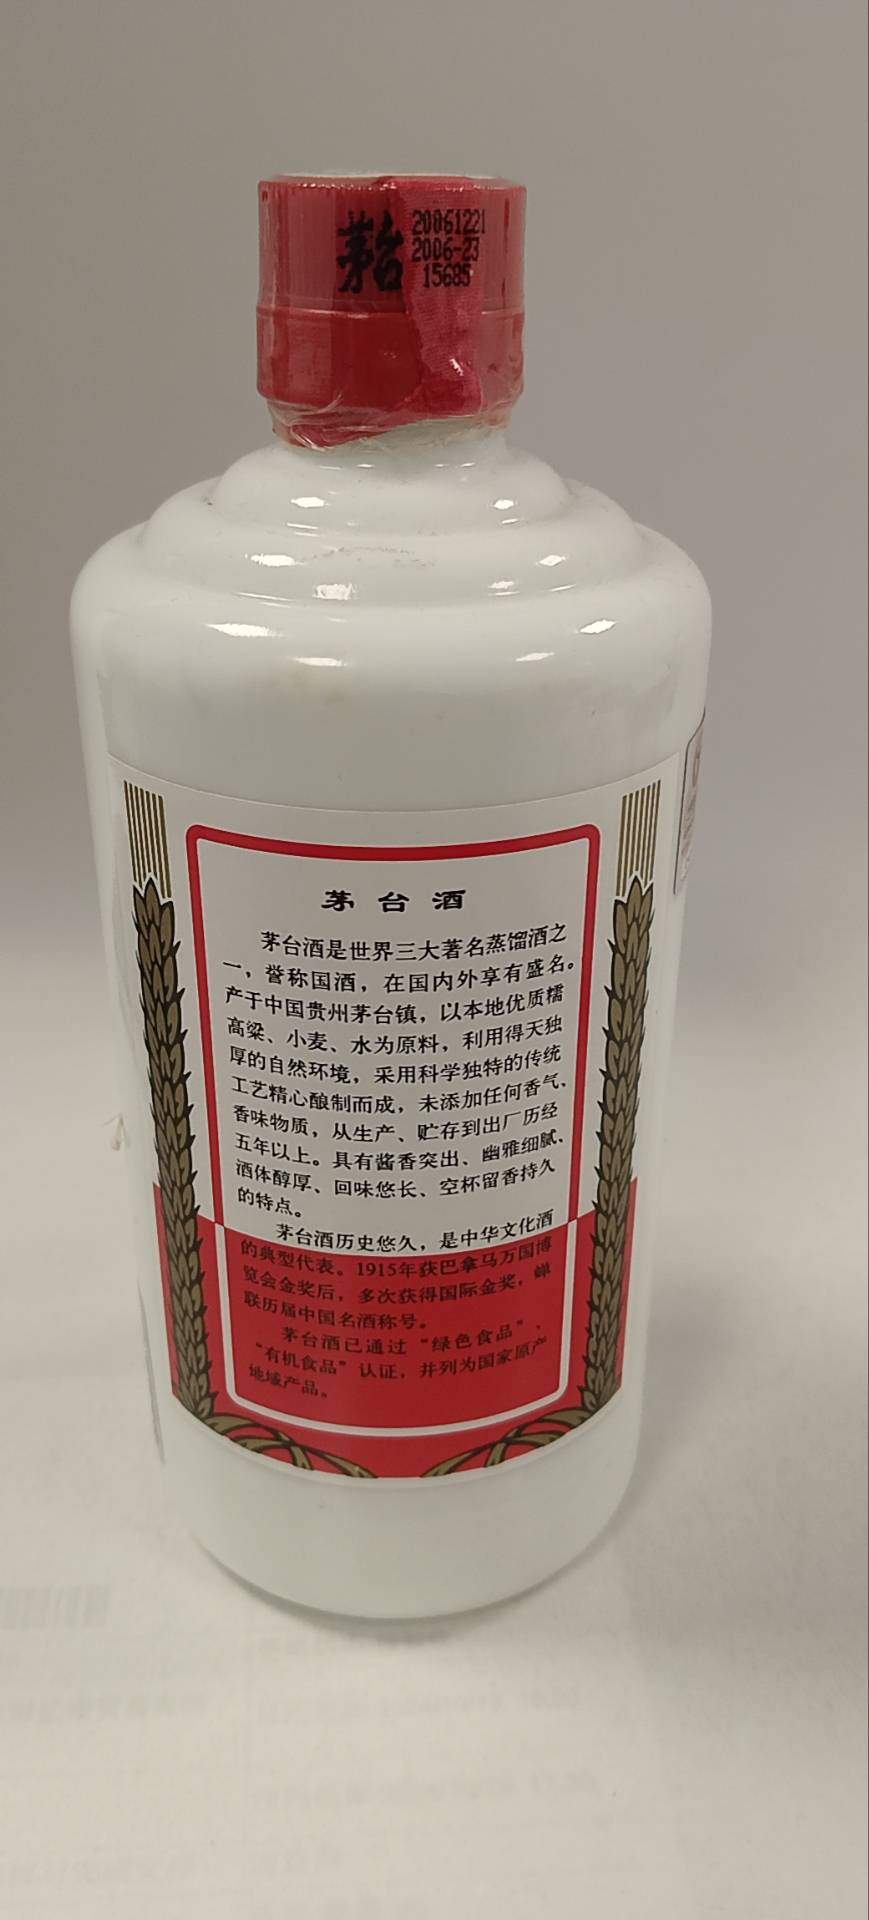 茅台
20061221
2006-23
15685
茅台酒
茅台酒是世界三大著名蒸馏酒之
一，誉称国酒，在国内外享有盛名。
产于中国贵州茅台镇，以本地优质糯
高粱、小麦、水为原料，利用得天独
厚的自然环境，采用科学独特的传统
工艺精心酿制而成，未添加任何香气、
香味物质，从生产、贮存到出厂历经
五年以上。具有酱香突出、幽雅细腻、
酒体醇厚、回味悠长、空杯留香持久
的特点。
茅台酒历史悠久，是中华文化酒
的典型代表。1915年获巴拿马万国博
览会金奖后，多次获得国际金奖，蝉
联历届中国名酒称号。
茅台酒已通过“绿色食品”、
“有机食品”认证，并列为国家原产
地域产品。